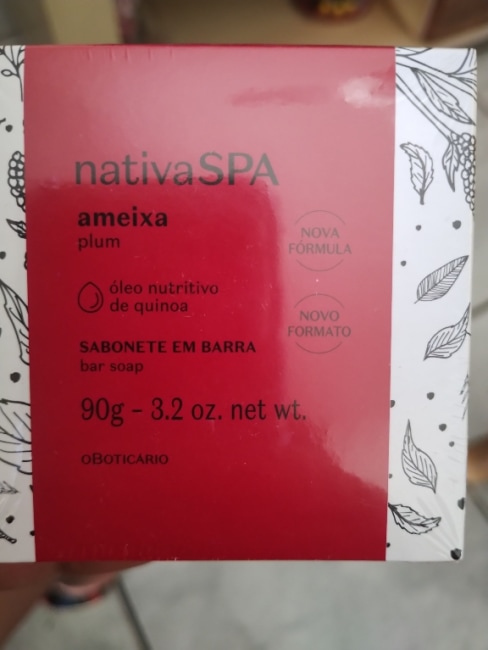 nativaSPA
ameixa
plum
NOVA
FÓRMULA
óleo nutritivo
de quinoa
NOVO
FORMATO
SABONETE EM BARRA
bar soap
90g - 3.2 oz. net wt.
oBOTICÁRIO